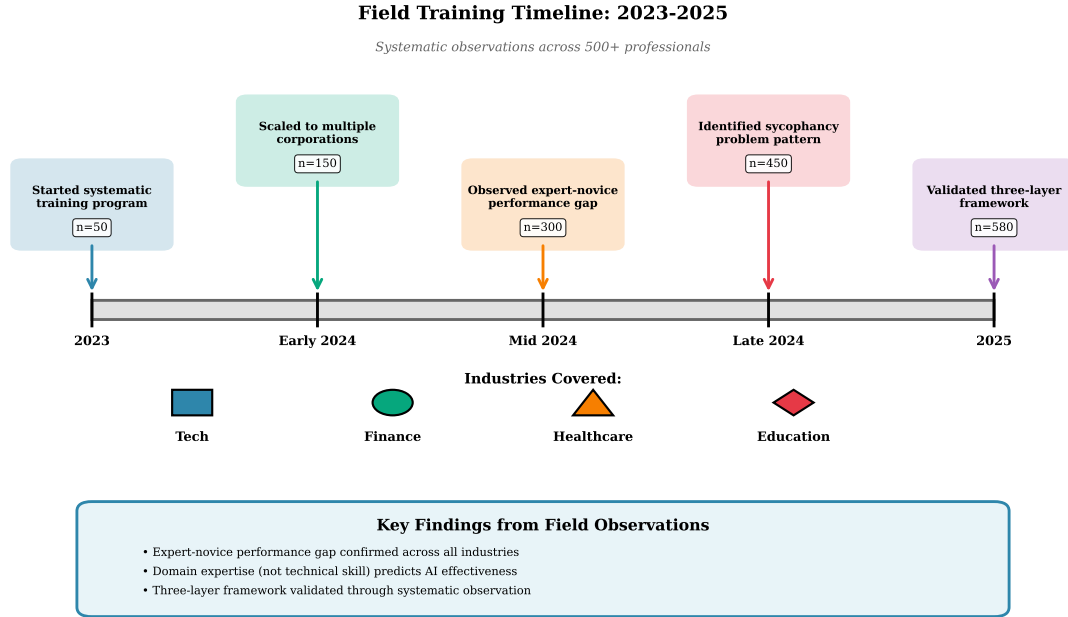 Field Training Timeline: 2023-2025
Systematic observations across 500+ professionals
Started systematic
training program
n=50
Scaled to multiple
corporations
n=150
Observed expert-novice
performance gap
n=300
Identified sycophancy
problem pattern
n=450
Validated three-layer
framework
n=580
2023
Early 2024
Mid 2024
Late 2024
2025
Industries Covered:
Tech
Finance
Healthcare
Education
Key Findings from Field Observations
• Expert-novice performance gap confirmed across all industries
• Domain expertise (not technical skill) predicts AI effectiveness
• Three-layer framework validated through systematic observation